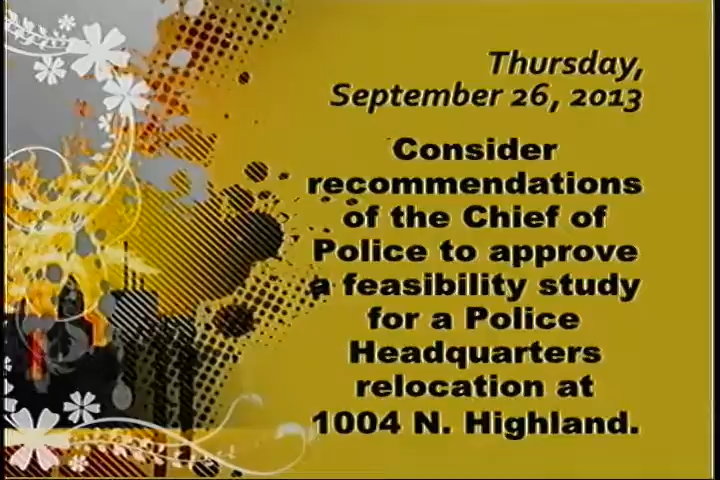 Thursday,
September 26, 2013
Consider
recommendations
of the Chief of
Police to approve
a feasibility study
for a Police
Headquarters
relocation at
1004 N. Highland.